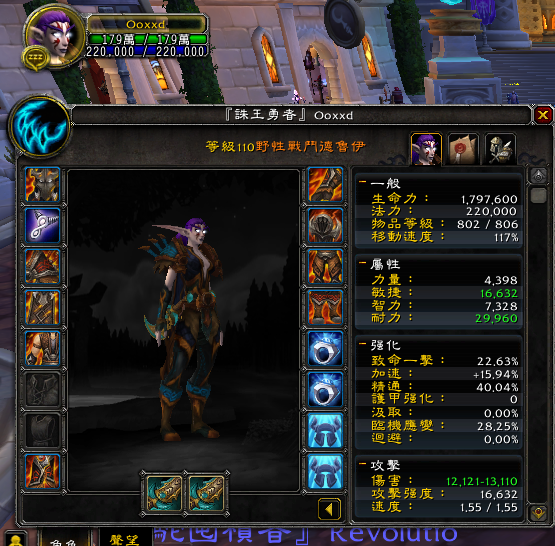 Ooxxd
179萬 / 179萬
220,000 / 220,000
zzz
『誅王勇者』Ooxxd
等級110野性戰鬥德魯伊
一般
生命力： 1,797,600
法力： 220,000
物品等級： 802 / 806
移動速度： 117%
屬性
力量： 4,398
敏捷： 16,632
智力： 7,328
耐力： 29,960
強化
致命一擊： 22.63%
加速： +15.94%
精通： 40.04%
護甲強化： 0
汲取： 0.00%
臨機應變： 28.25%
迴避： 0.00%
攻擊
傷害： 12,121-13,110
攻擊強度： 16,632
速度： 1.55 / 1.55
角色
聲望
Revolutio